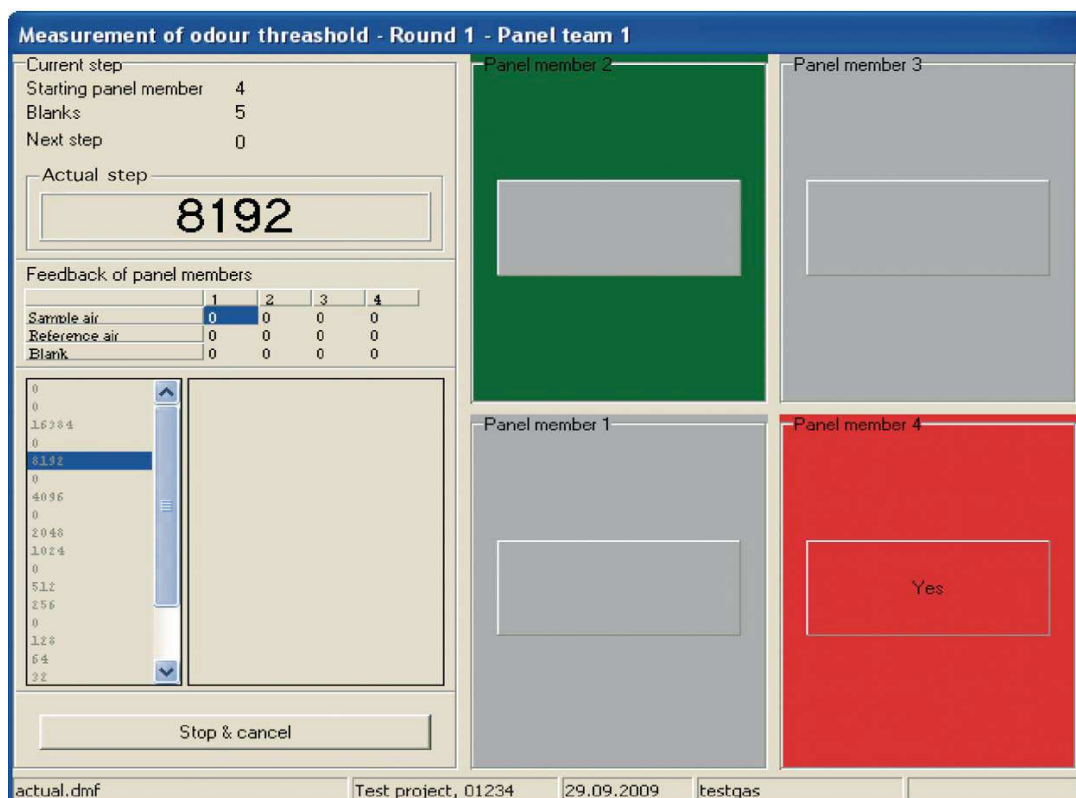 Measurement of odour threashold - Round 1 - Panel team 1
Current step
Starting panel member 4
Blanks 5
Next step 0
Actual step
8192
Feedback of panel members
1 2 3 4
Sample air 0 0 0 0
Reference air 0 0 0 0
Blank 0 0 0 0
0
0
16384
0
8192
0
4096
0
2048
1024
0
512
256
0
128
64
32
Stop & cancel
Panel member 2
Panel member 3
Panel member 1
Panel member 4
Yes
actual.dmf Test project, 01234 29.09.2009 testgas